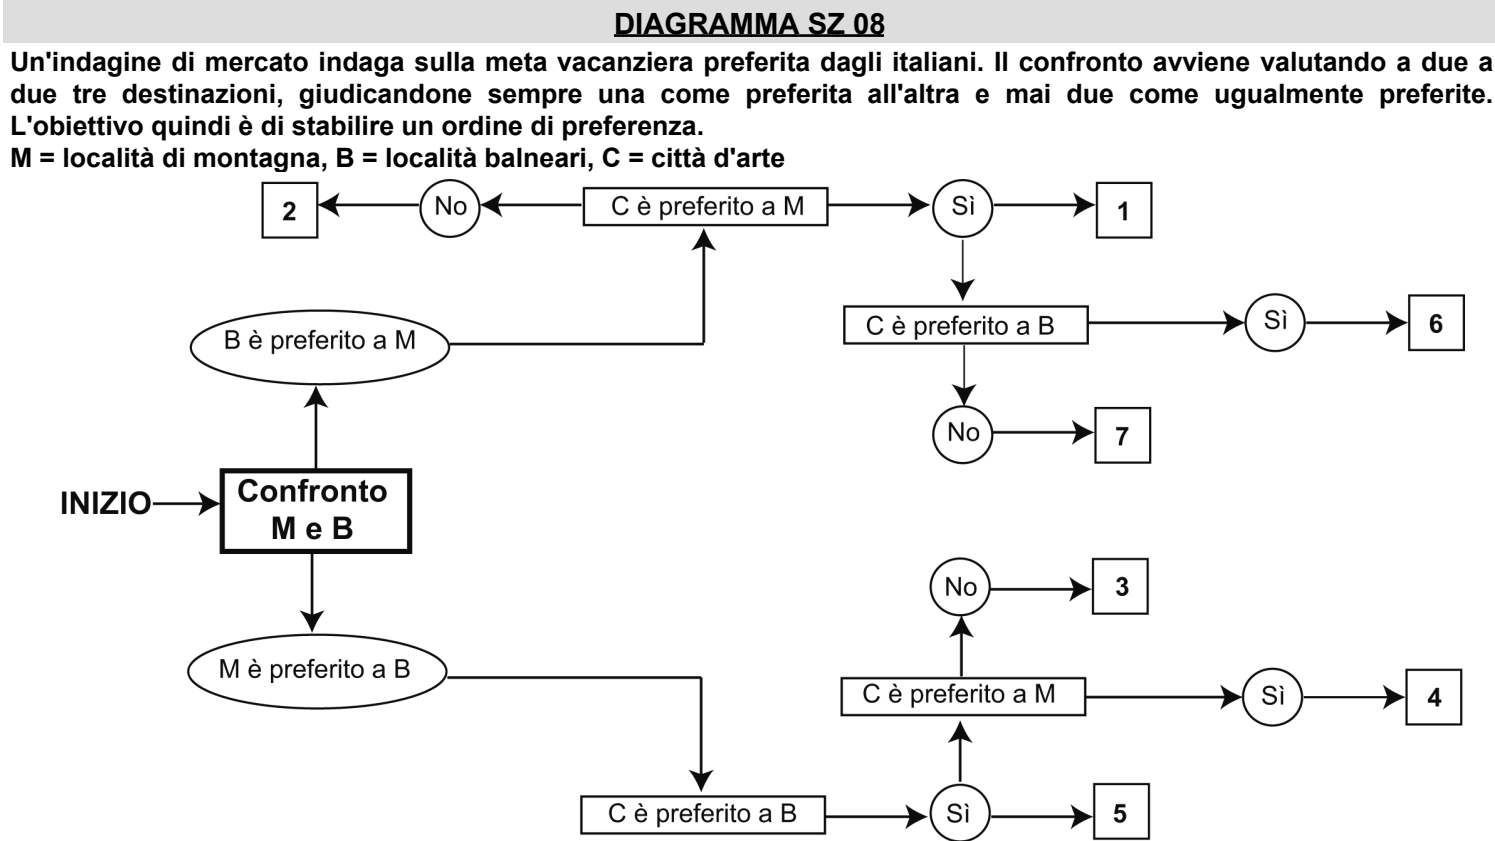 DIAGRAMMA SZ 08
Un'indagine di mercato indaga sulla meta vacanziera preferita dagli italiani. Il confronto avviene valutando a due a
due tre destinazioni, giudicandone sempre una come preferita all'altra e mai due come ugualmente preferite.
L'obiettivo quindi è di stabilire un ordine di preferenza.
M = località di montagna, B = località balneari, C = città d'arte
2
No
C è preferito a M
Sì
1
B è preferito a M
C è preferito a B
Sì
6
No
7
INIZIO
Confronto
M e B
No
3
M è preferito a B
C è preferito a M
Sì
4
C è preferito a B
Sì
5